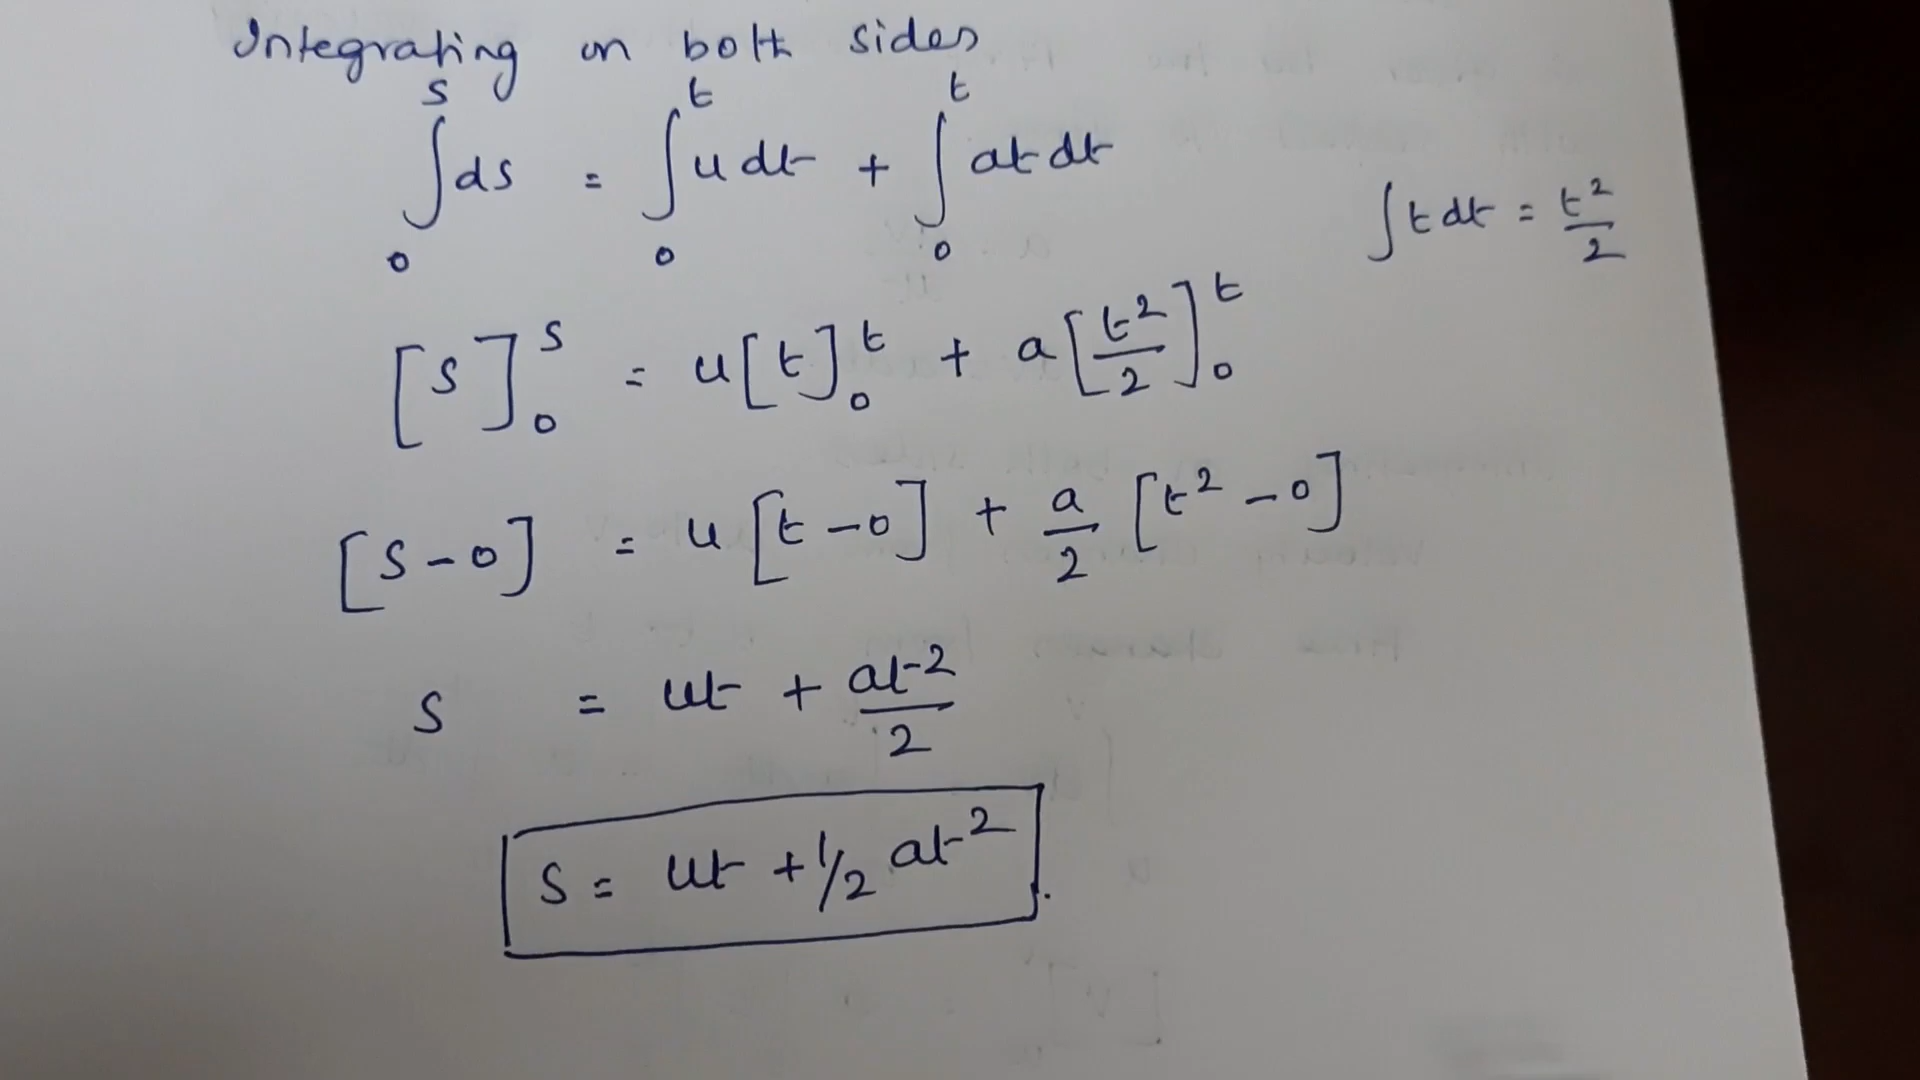 Integrating on both sides
∫₀ˢ ds = ∫₀ᵗ u dt + ∫₀ᵗ at dt
∫ t dt = t²/2
[s]₀ˢ = u[t]₀ᵗ + a[t²/2]₀ᵗ
[s-0] = u[t-0] + a/2 [t²-0]
s = ut + at²/2
s = ut + 1/2 at².